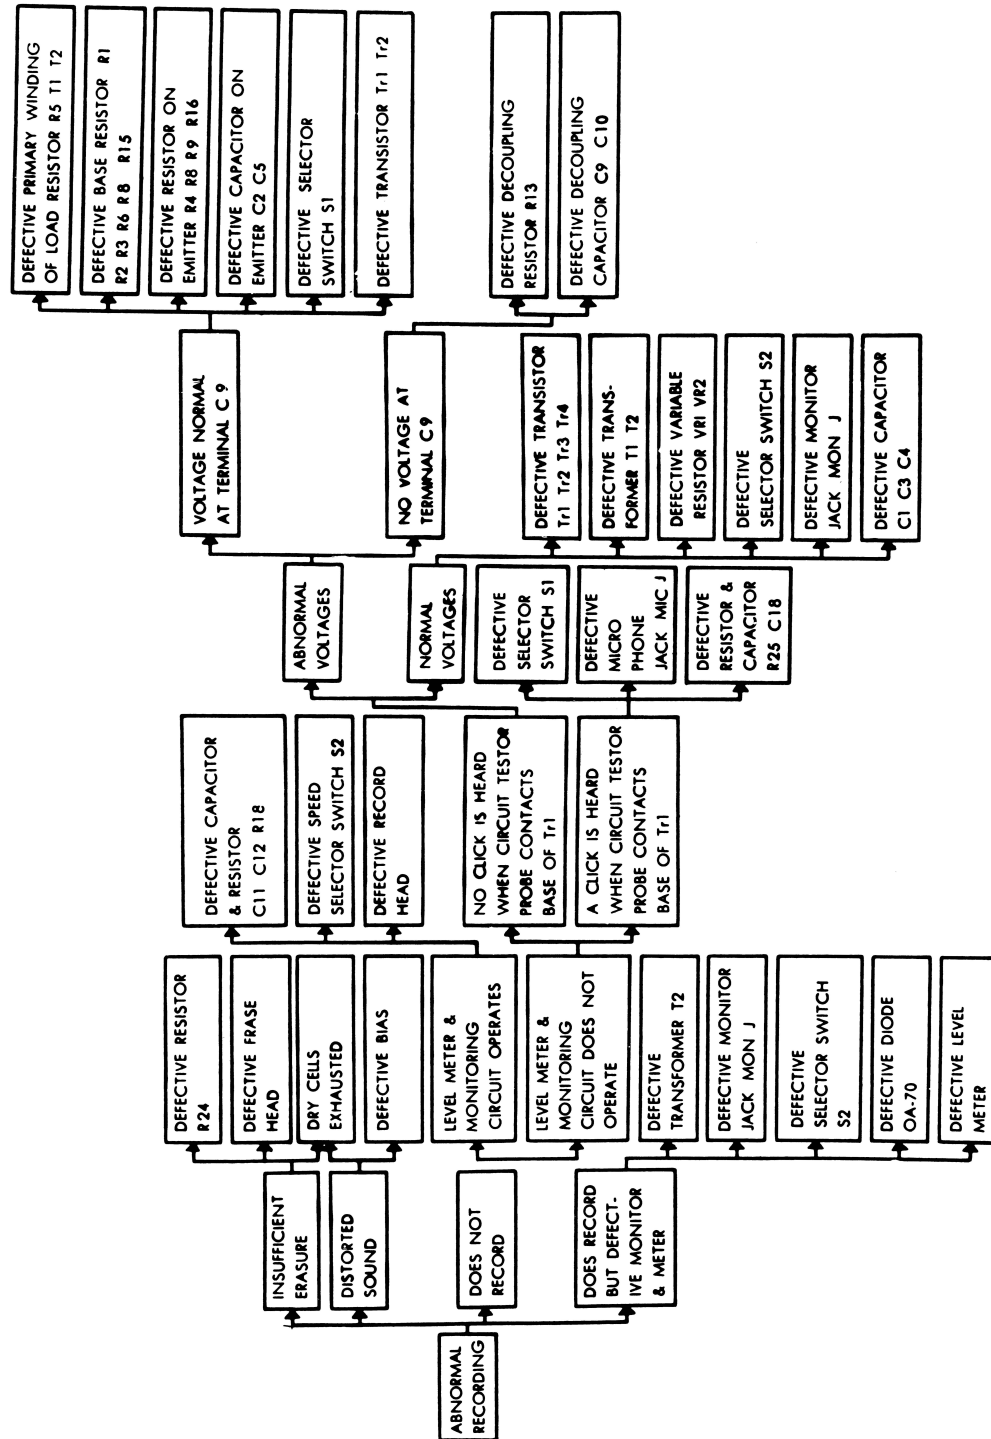 ABNORMAL
RECORDING
INSUFFICIENT
ERASURE
DISTORTED
SOUND
DOES NOT
RECORD
DOES RECORD
BUT DEFECT-
IVE MONITOR
& METER
DEFECTIVE RESISTOR
R24
DEFECTIVE FRASE
HEAD
DRY CELLS
EXHAUSTED
DEFECTIVE BIAS
LEVEL METER &
MONITORING
CIRCUIT OPERATES
LEVEL METER &
MONITORING
CIRCUIT DOES NOT
OPERATE
DEFECTIVE
TRANSFORMER T2
DEFECTIVE MONITOR
JACK MON J
DEFECTIVE
SELECTOR SWITCH
S2
DEFECTIVE DIODE
OA-70
DEFECTIVE LEVEL
METER
DEFECTIVE CAPACITOR
& RESISTOR
C11 C12 R18
DEFECTIVE SPEED
SELECTOR SWITCH S2
DEFECTIVE RECORD
HEAD
NO CLICK IS HEARD
WHEN CIRCUIT TESTOR
PROBE CONTACTS
BASE OF Tr1
A CLICK IS HEARD
WHEN CIRCUIT TESTOR
PROBE CONTACTS
BASE OF Tr1
ABNORMAL
VOLTAGES
NORMAL
VOLTAGES
DEFECTIVE
SELECTOR
SWITCH S1
DEFECTIVE
MICRO
PHONE
JACK MIC J
DEFECTIVE
RESISTOR &
CAPACITOR
R25 C18
VOLTAGE NORMAL
AT TERMINAL C 9
NO VOLTAGE AT
TERMINAL C9
DEFECTIVE TRANSISTOR
Tr1 Tr2 Tr3 Tr4
DEFECTIVE TRANS-
FORMER T1 T2
DEFECTIVE VARIABLE
RESISTOR VR1 VR2
DEFECTIVE
SELECTOR SWITCH S2
DEFECTIVE MONITOR
JACK MON J
DEFECTIVE CAPACITOR
C1 C3 C4
DEFECTIVE PRIMARY WINDING
OF LOAD RESISTOR R5 T1 T2
DEFECTIVE BASE RESISTOR R1
R2 R3 R6 R8 R15
DEFECTIVE RESISTOR ON
EMITTER R4 R8 R9 R16
DEFECTIVE CAPACITOR ON
EMITTER C2 C5
DEFECTIVE SELECTOR
SWITCH S1
DEFECTIVE TRANSISTOR Tr1 Tr2
DEFECTIVE DECOUPLING
RESISTOR R13
DEFECTIVE DECOUPLING
CAPACITOR C9 C10